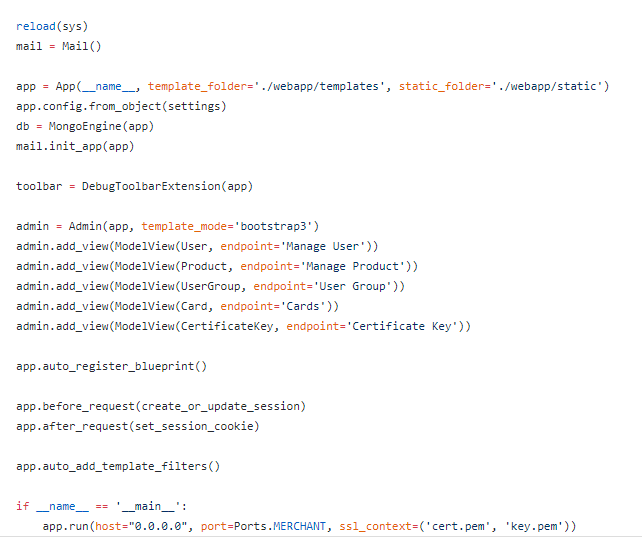 reload(sys)
mail = Mail()
app = App(__name__, template_folder='./webapp/templates', static_folder='./webapp/static')
app.config.from_object(settings)
db = MongoEngine(app)
mail.init_app(app)
toolbar = DebugToolbarExtension(app)
admin = Admin(app, template_mode='bootstrap3')
admin.add_view(ModelView(User, endpoint='Manage User'))
admin.add_view(ModelView(Product, endpoint='Manage Product'))
admin.add_view(ModelView(UserGroup, endpoint='User Group'))
admin.add_view(ModelView(Card, endpoint='Cards'))
admin.add_view(ModelView(CertificateKey, endpoint='Certificate Key'))
app.auto_register_blueprint()
app.before_request(create_or_update_session)
app.after_request(set_session_cookie)
app.auto_add_template_filters()
if __name__ == '__main__':
    app.run(host="0.0.0.0", port=Ports.MERCHANT, ssl_context=('cert.pem', 'key.pem'))